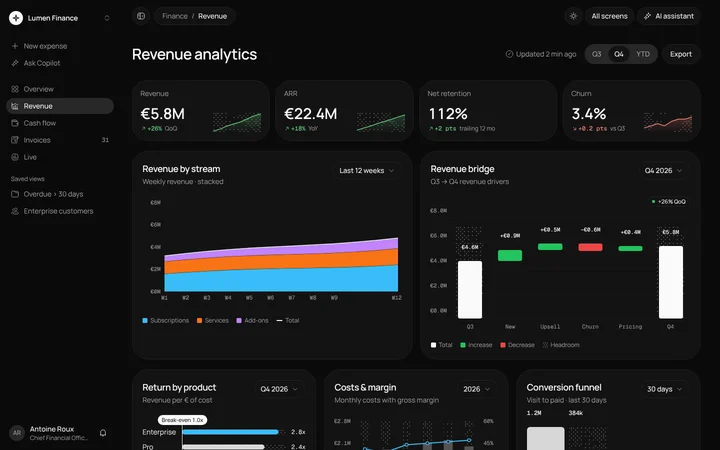 Lumen Finance
New expense
Ask Copilot
Overview
Revenue
Cash flow
Invoices 31
Live
Saved views
Overdue > 30 days
Enterprise customers
AR
Antoine Roux
Chief Financial Offic...
Finance / Revenue
All screens
AI assistant
Revenue analytics
Updated 2 min ago
Q3 Q4 YTD
Export
Revenue
€5.8M
+26% QoQ
ARR
€22.4M
+18% YoY
Net retention
112%
+2 pts trailing 12 mo
Churn
3.4%
+0.2 pts vs Q3
Revenue by stream
Weekly revenue · stacked
Last 12 weeks
€8M
€6M
€4M
€2M
€0M
W1 W2 W3 W4 W5 W6 W7 W8 W9 W12
Subscriptions Services Add-ons Total
Revenue bridge
Q3 → Q4 revenue drivers
Q4 2026
+26% QoQ
€8.0M
€6.0M
€4.0M
€2.0M
€0.0M
€4.6M +€0.9M +€0.5M −€0.6M +€0.4M €5.8M
Q3 New Upsell Churn Pricing Q4
Total Increase Decrease Headroom
Return by product
Revenue per € of cost
Q4 2026
Break-even 1.0x
Enterprise 2.8x
Pro 2.4x
Costs & margin
Monthly costs with gross margin
2026
€2.8M 60%
€2.1M 45%
Conversion funnel
Visit to paid · last 30 days
30 days
1.2M 384k